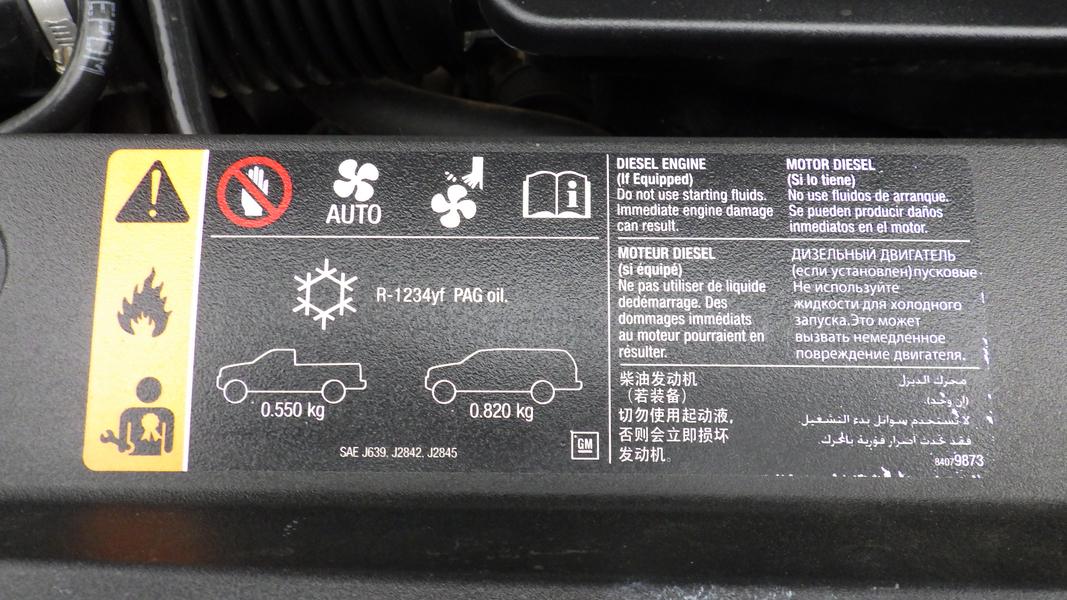 EPDM
AUTO
R-1234yf PAG oil.
0.550 kg
0.820 kg
SAE J639, J2842, J2845
GM
DIESEL ENGINE
(If Equipped)
Do not use starting fluids.
Immediate engine damage
can result.
MOTOR DIESEL
(Si lo tiene)
No use fluidos de arranque.
Se pueden producir daños
inmediatos en el motor.
MOTEUR DIESEL
(si équipé)
Ne pas utiliser de liquide
dedémarrage. Des
dommages immédiats
au moteur pourraient en
résulter.
ДИЗЕЛЬНЫЙ ДВИГАТЕЛЬ
(если установлен)пусковые-
Не используйте
жидкости для холодного
запуска.Это может
вызвать немедленное
повреждение двигателя.
柴油发动机
（若装备）
切勿使用起动液，
否则会立即损坏
发动机。
محرك الديزل
(إن وجد).
لا تستخدم سوائل بدء التشغيل
فقد تحدث أضرار فورية بالمحرك
84079873